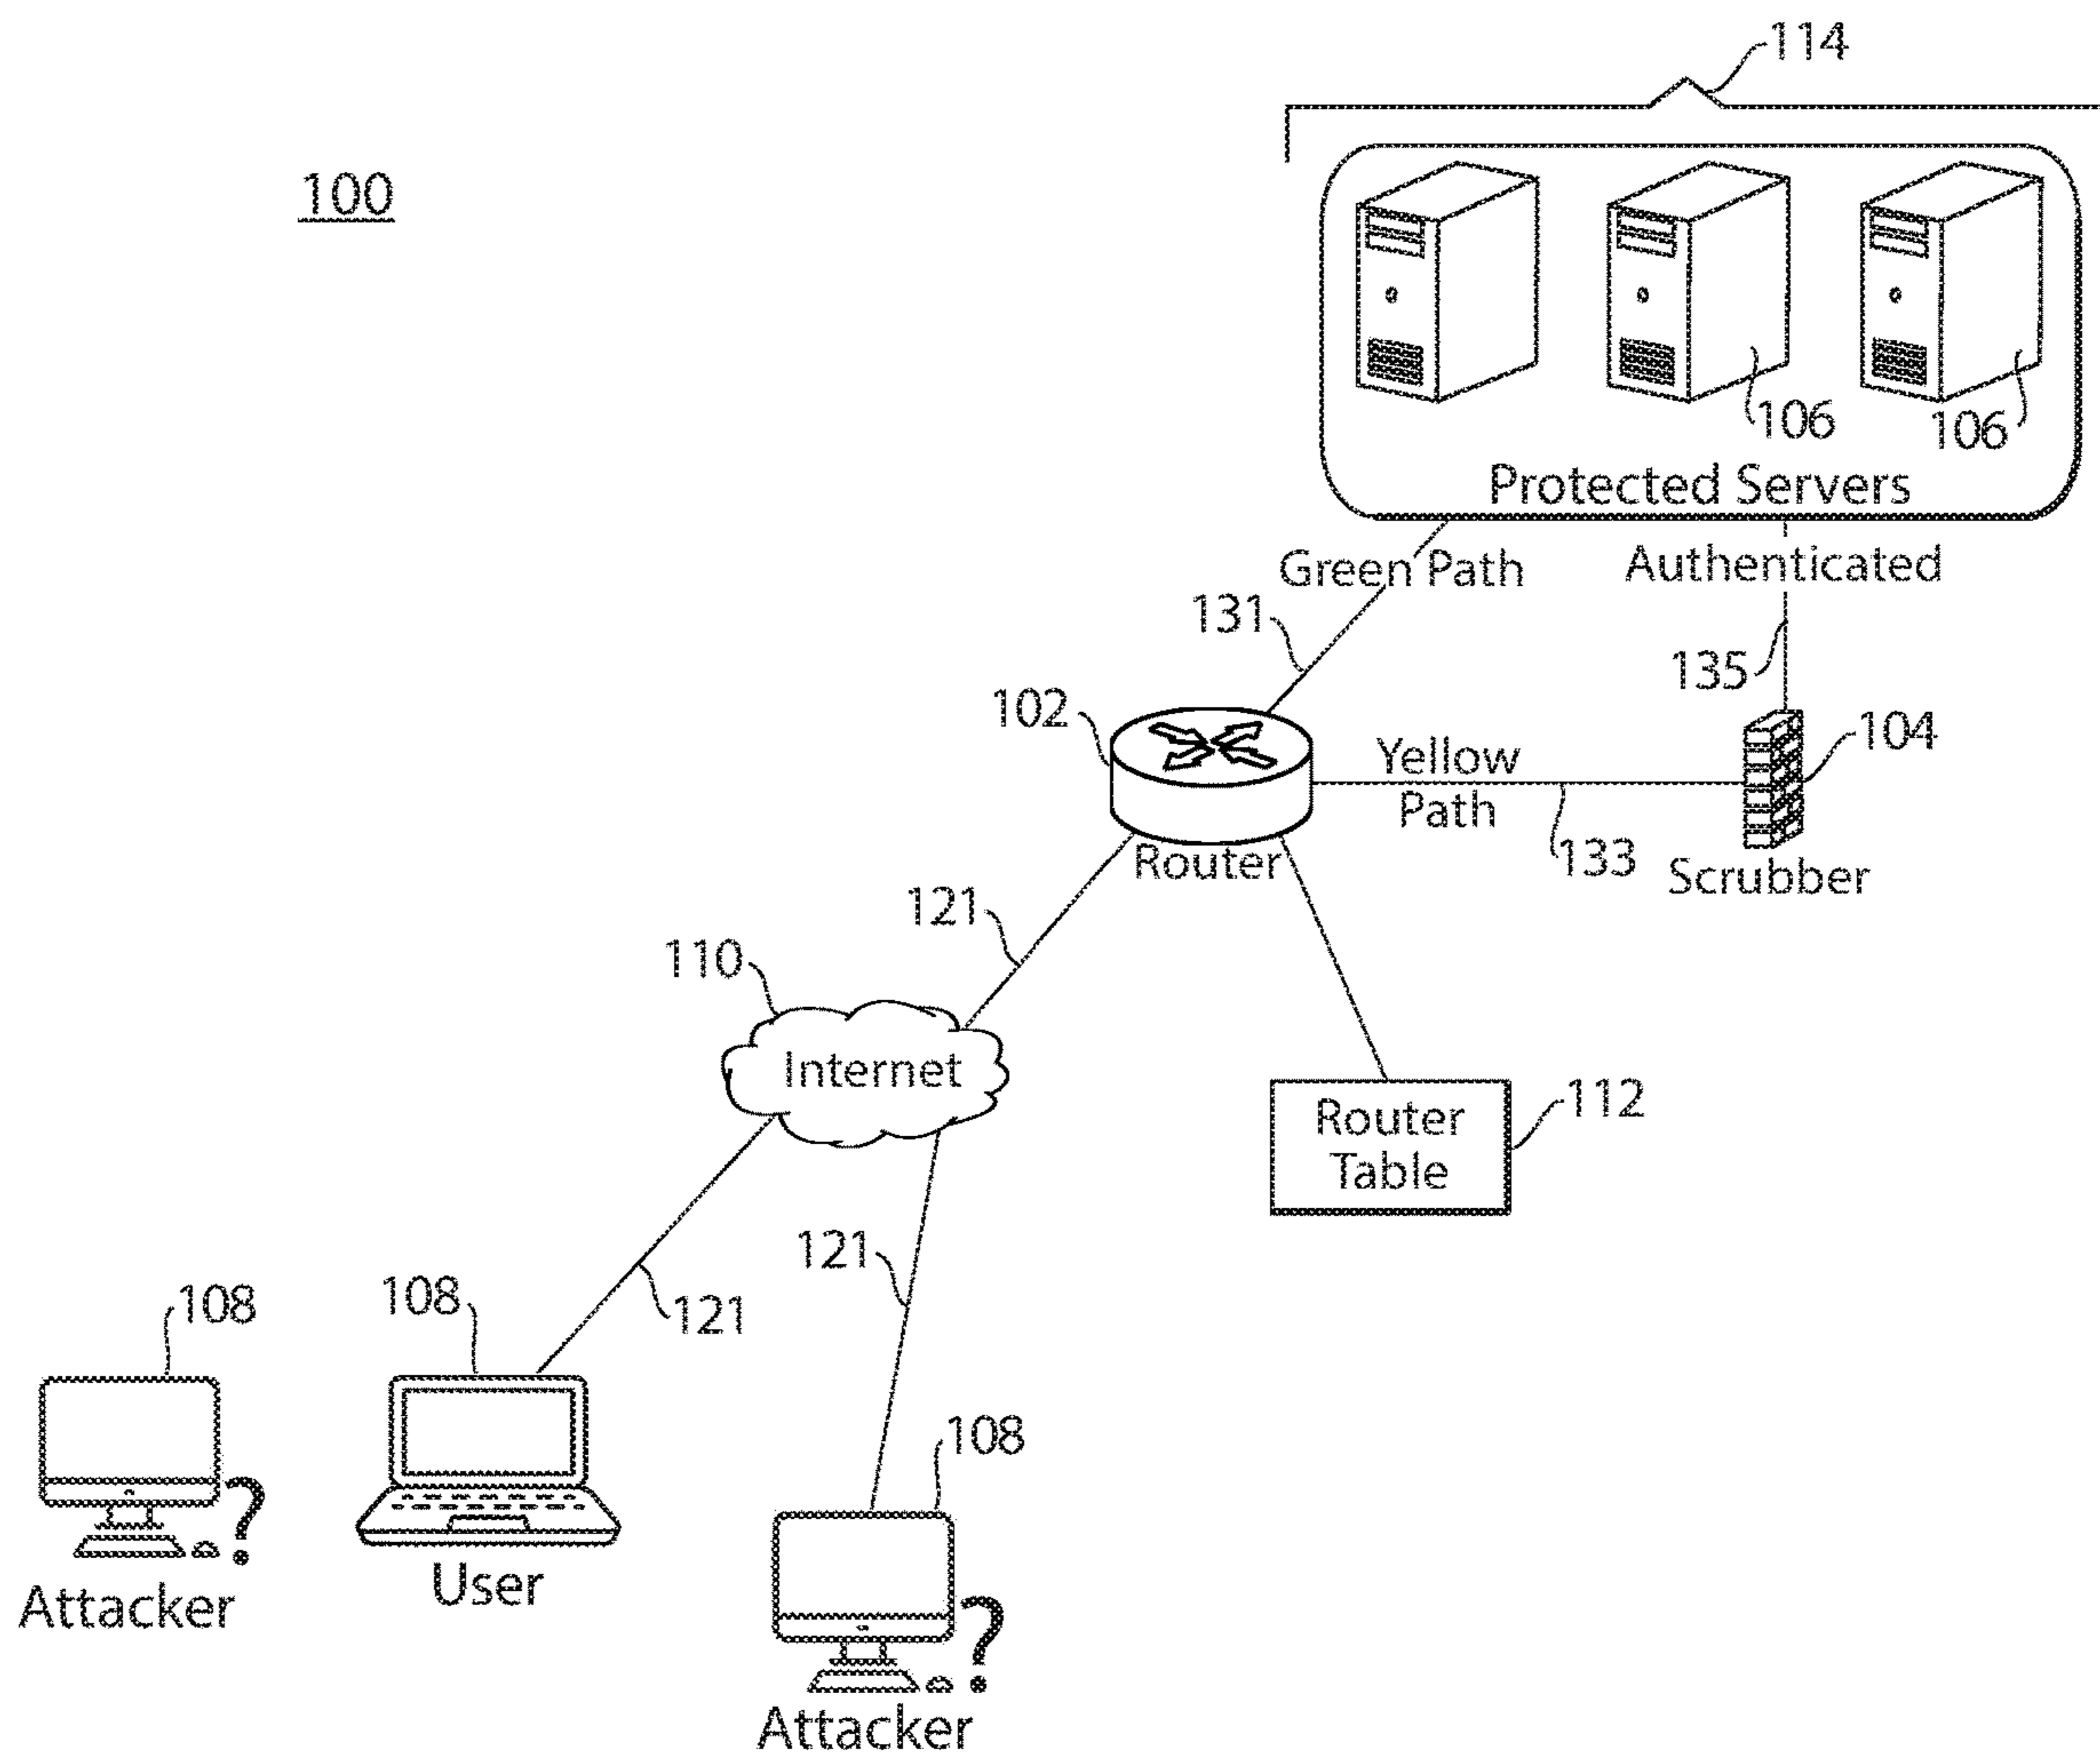 114
100
106
106
Protected Servers
Green Path
Authenticated
131
135
102
104
Yellow
Path
Router
133
Scrubber
121
110
Internet
Router
Table
112
121
108
108
121
108
?
Attacker
User
?
Attacker